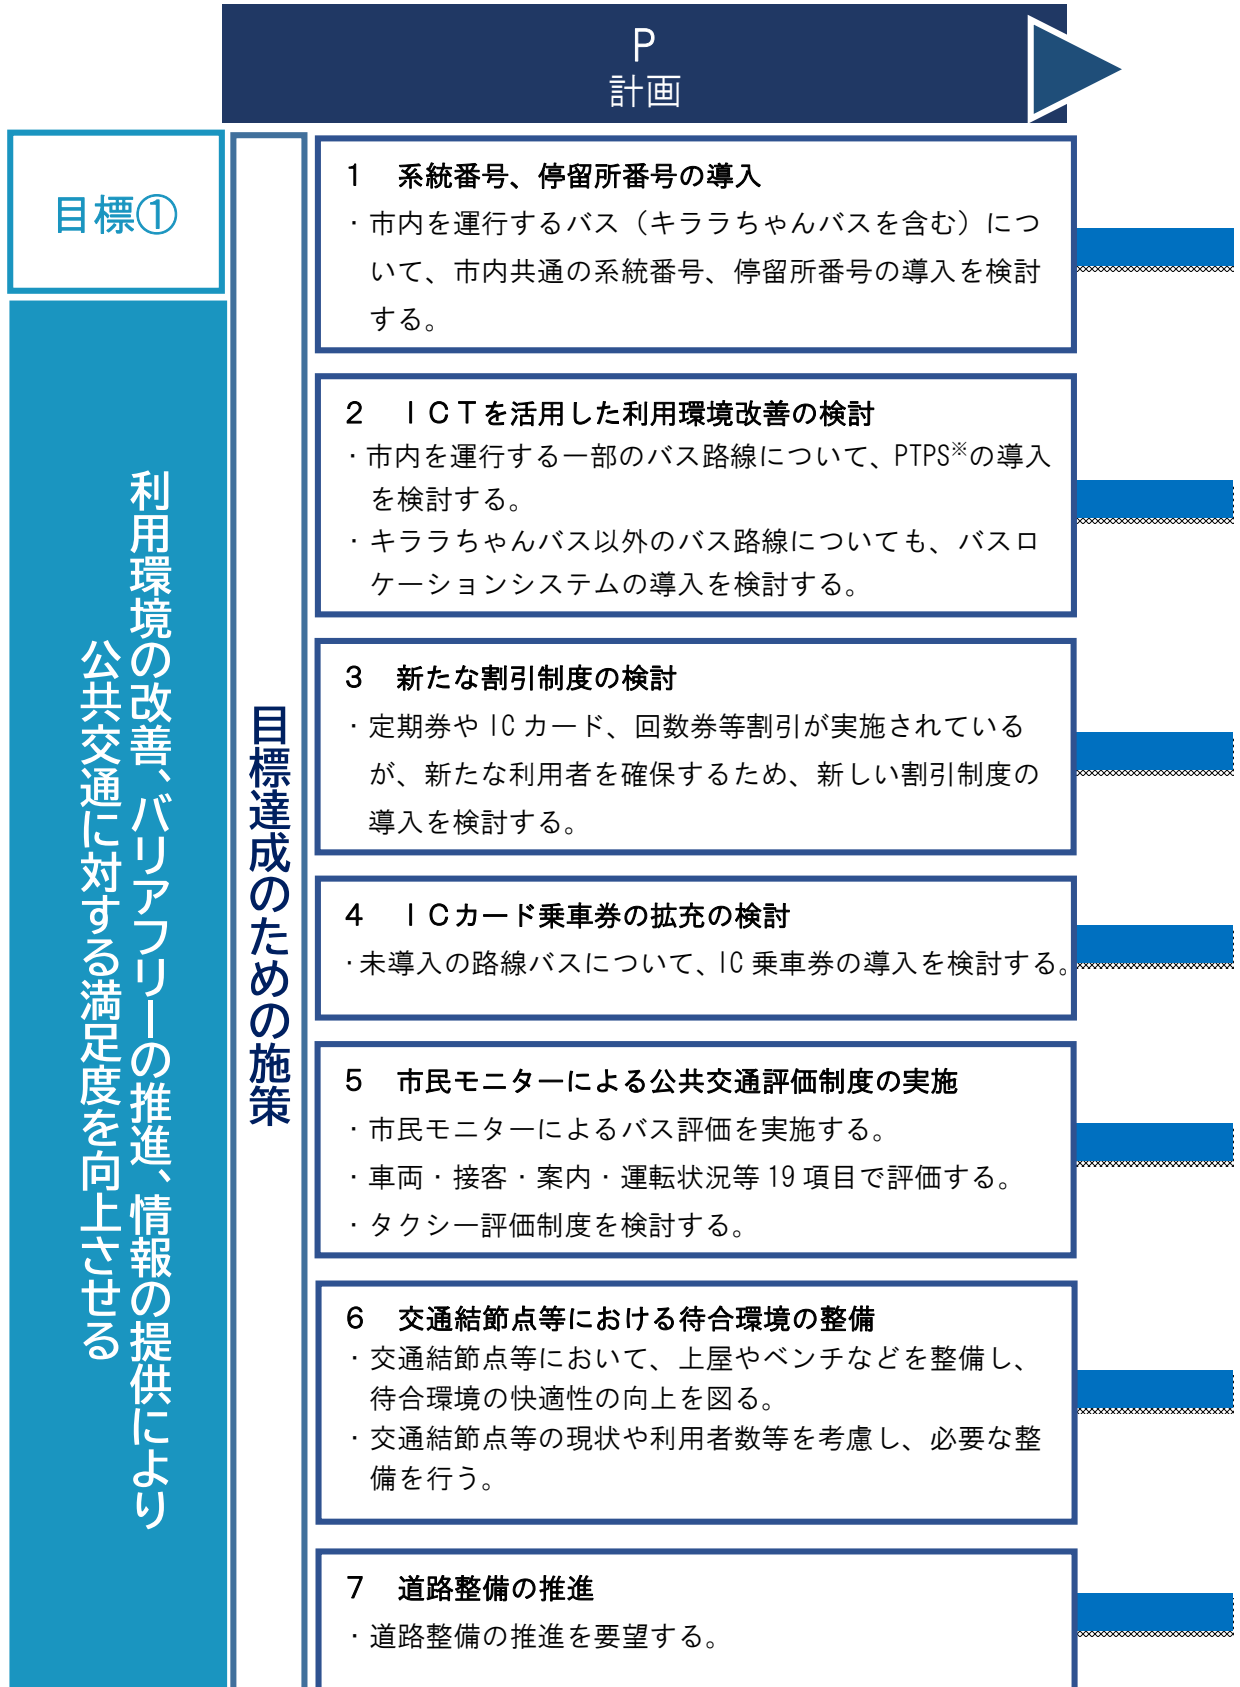 P
計画
目標①
利用環境の改善、バリアフリーの推進、情報の提供により
公共交通に対する満足度を向上させる
目標達成のための施策
1　系統番号、停留所番号の導入
・市内を運行するバス（キララちゃんバスを含む）につ
いて、市内共通の系統番号、停留所番号の導入を検討
する。
2　ＩＣＴを活用した利用環境改善の検討
・市内を運行する一部のバス路線について、PTPS※の導入
を検討する。
・キララちゃんバス以外のバス路線についても、バスロ
ケーションシステムの導入を検討する。
3　新たな割引制度の検討
・定期券や IC カード、回数券等割引が実施されている
が、新たな利用者を確保するため、新しい割引制度の
導入を検討する。
4　ＩＣカード乗車券の拡充の検討
・未導入の路線バスについて、IC 乗車券の導入を検討する。
5　市民モニターによる公共交通評価制度の実施
・市民モニターによるバス評価を実施する。
・車両・接客・案内・運転状況等 19 項目で評価する。
・タクシー評価制度を検討する。
6　交通結節点等における待合環境の整備
・交通結節点等において、上屋やベンチなどを整備し、
待合環境の快適性の向上を図る。
・交通結節点等の現状や利用者数等を考慮し、必要な整
備を行う。
7　道路整備の推進
・道路整備の推進を要望する。